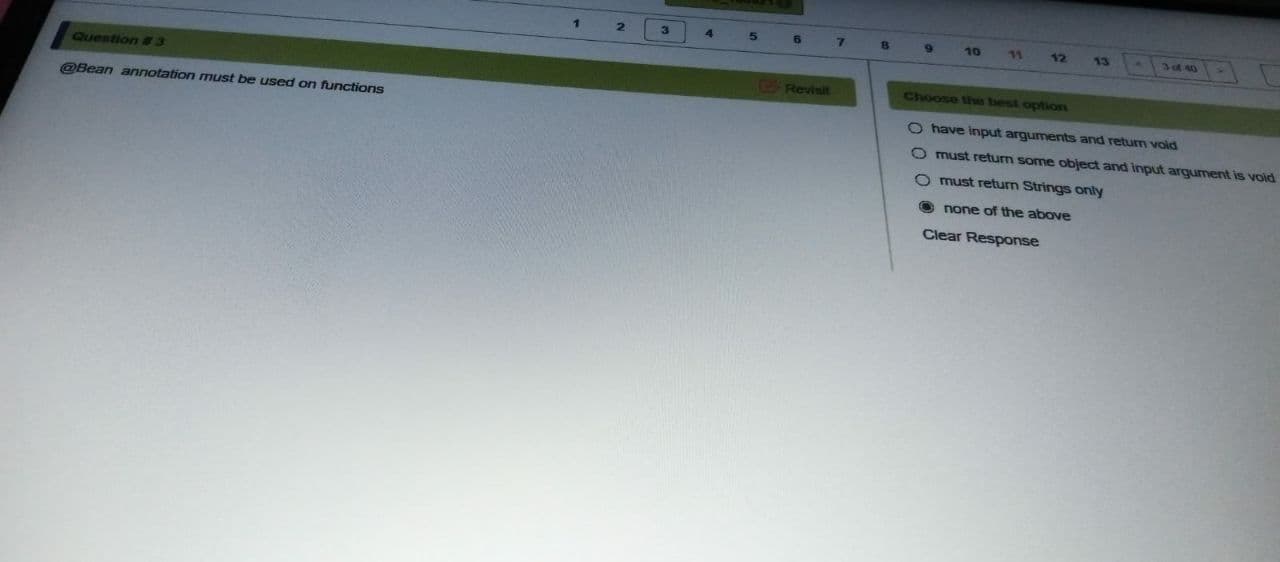 1 2 3 4 5 6 7 8 9 10 11 12 13 3 of 40
Question # 3
Revisit
@Bean annotation must be used on functions
Choose the best option
have input arguments and return void
must return some object and input argument is void
must return Strings only
none of the above
Clear Response